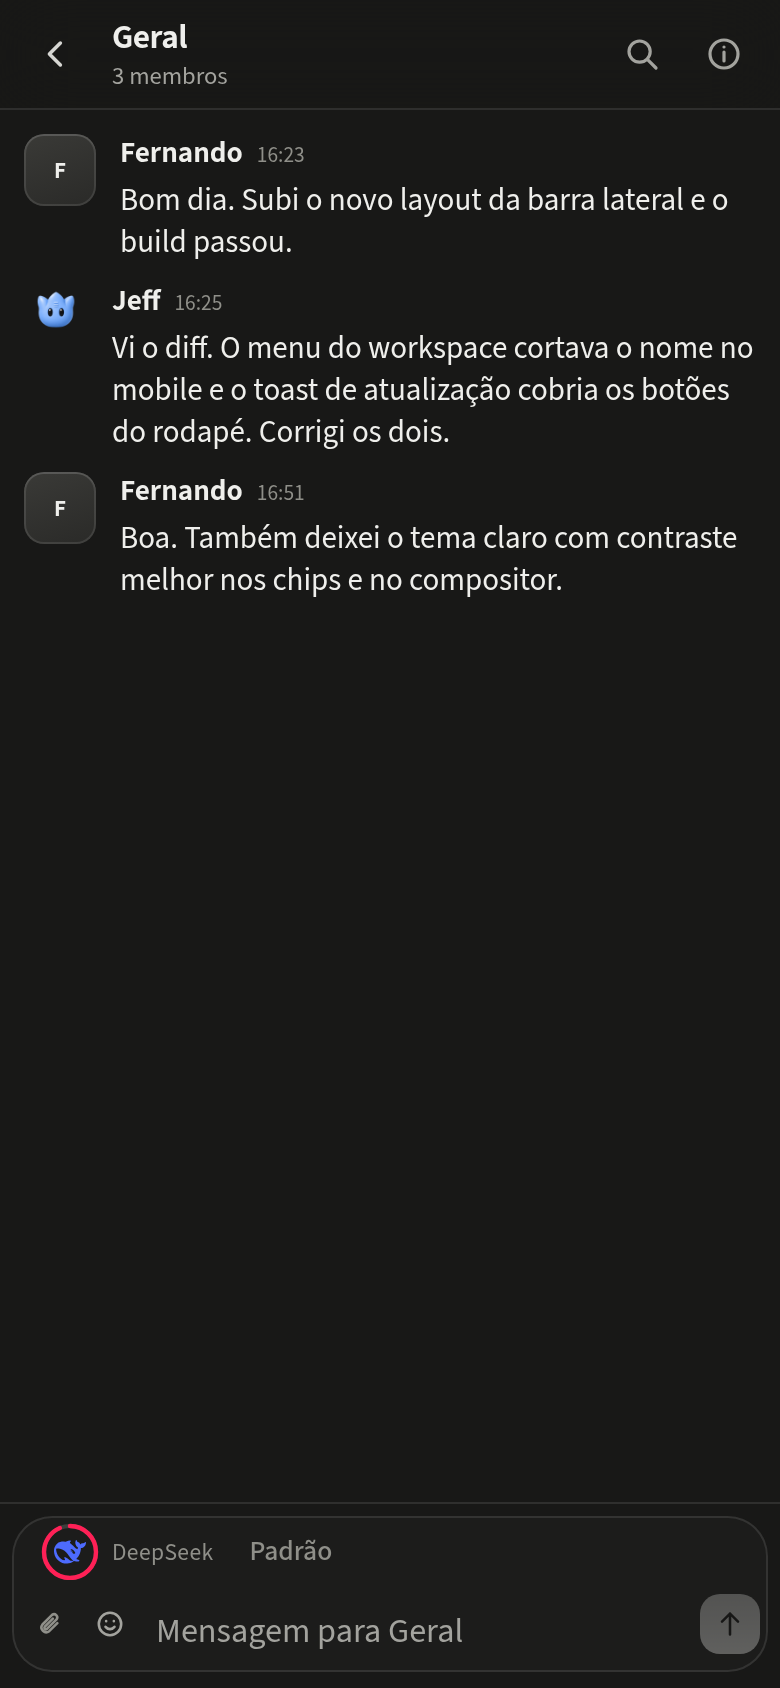 Geral
3 membros
F
Fernando 16:23
Bom dia. Subi o novo layout da barra lateral e o
build passou.
Jeff 16:25
Vi o diff. O menu do workspace cortava o nome no
mobile e o toast de atualização cobria os botões
do rodapé. Corrigi os dois.
F
Fernando 16:51
Boa. Também deixei o tema claro com contraste
melhor nos chips e no compositor.
DeepSeek Padrão
Mensagem para Geral